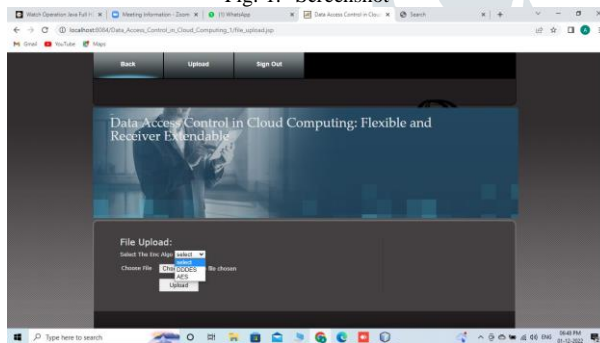 Fig. 1. Screenshot
Watch Operation Java Full H
Meeting Information - Zoom
(1) WhatsApp
Data Access Control in Clou
Search
localhost:8084/Data_Access_Control_in_Cloud_Computing_1/file_upload.jsp
Gmail YouTube Maps
Back Upload Sign Out
Data Access Control in Cloud Computing: Flexible and
Receiver Extendable
File Upload:
Select The Enc Algo select
select
Choose File Cho file chosen
DDDES
AES
Upload
Type here to search
ENG
06:40 PM
01-12-2022